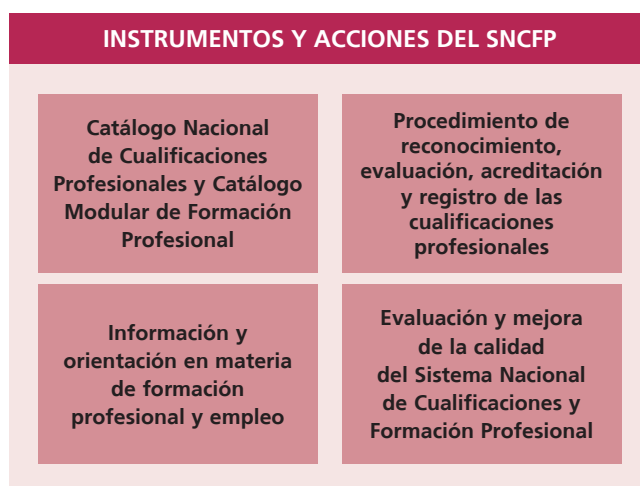 INSTRUMENTOS Y ACCIONES DEL SNCFP
Catálogo Nacional
de Cualificaciones
Profesionales y Catálogo
Modular de Formación
Profesional
Procedimiento de
reconocimiento,
evaluación, acreditación
y registro de las
cualificaciones
profesionales
Información y
orientación en materia
de formación
profesional y empleo
Evaluación y mejora
de la calidad
del Sistema Nacional
de Cualificaciones y
Formación Profesional